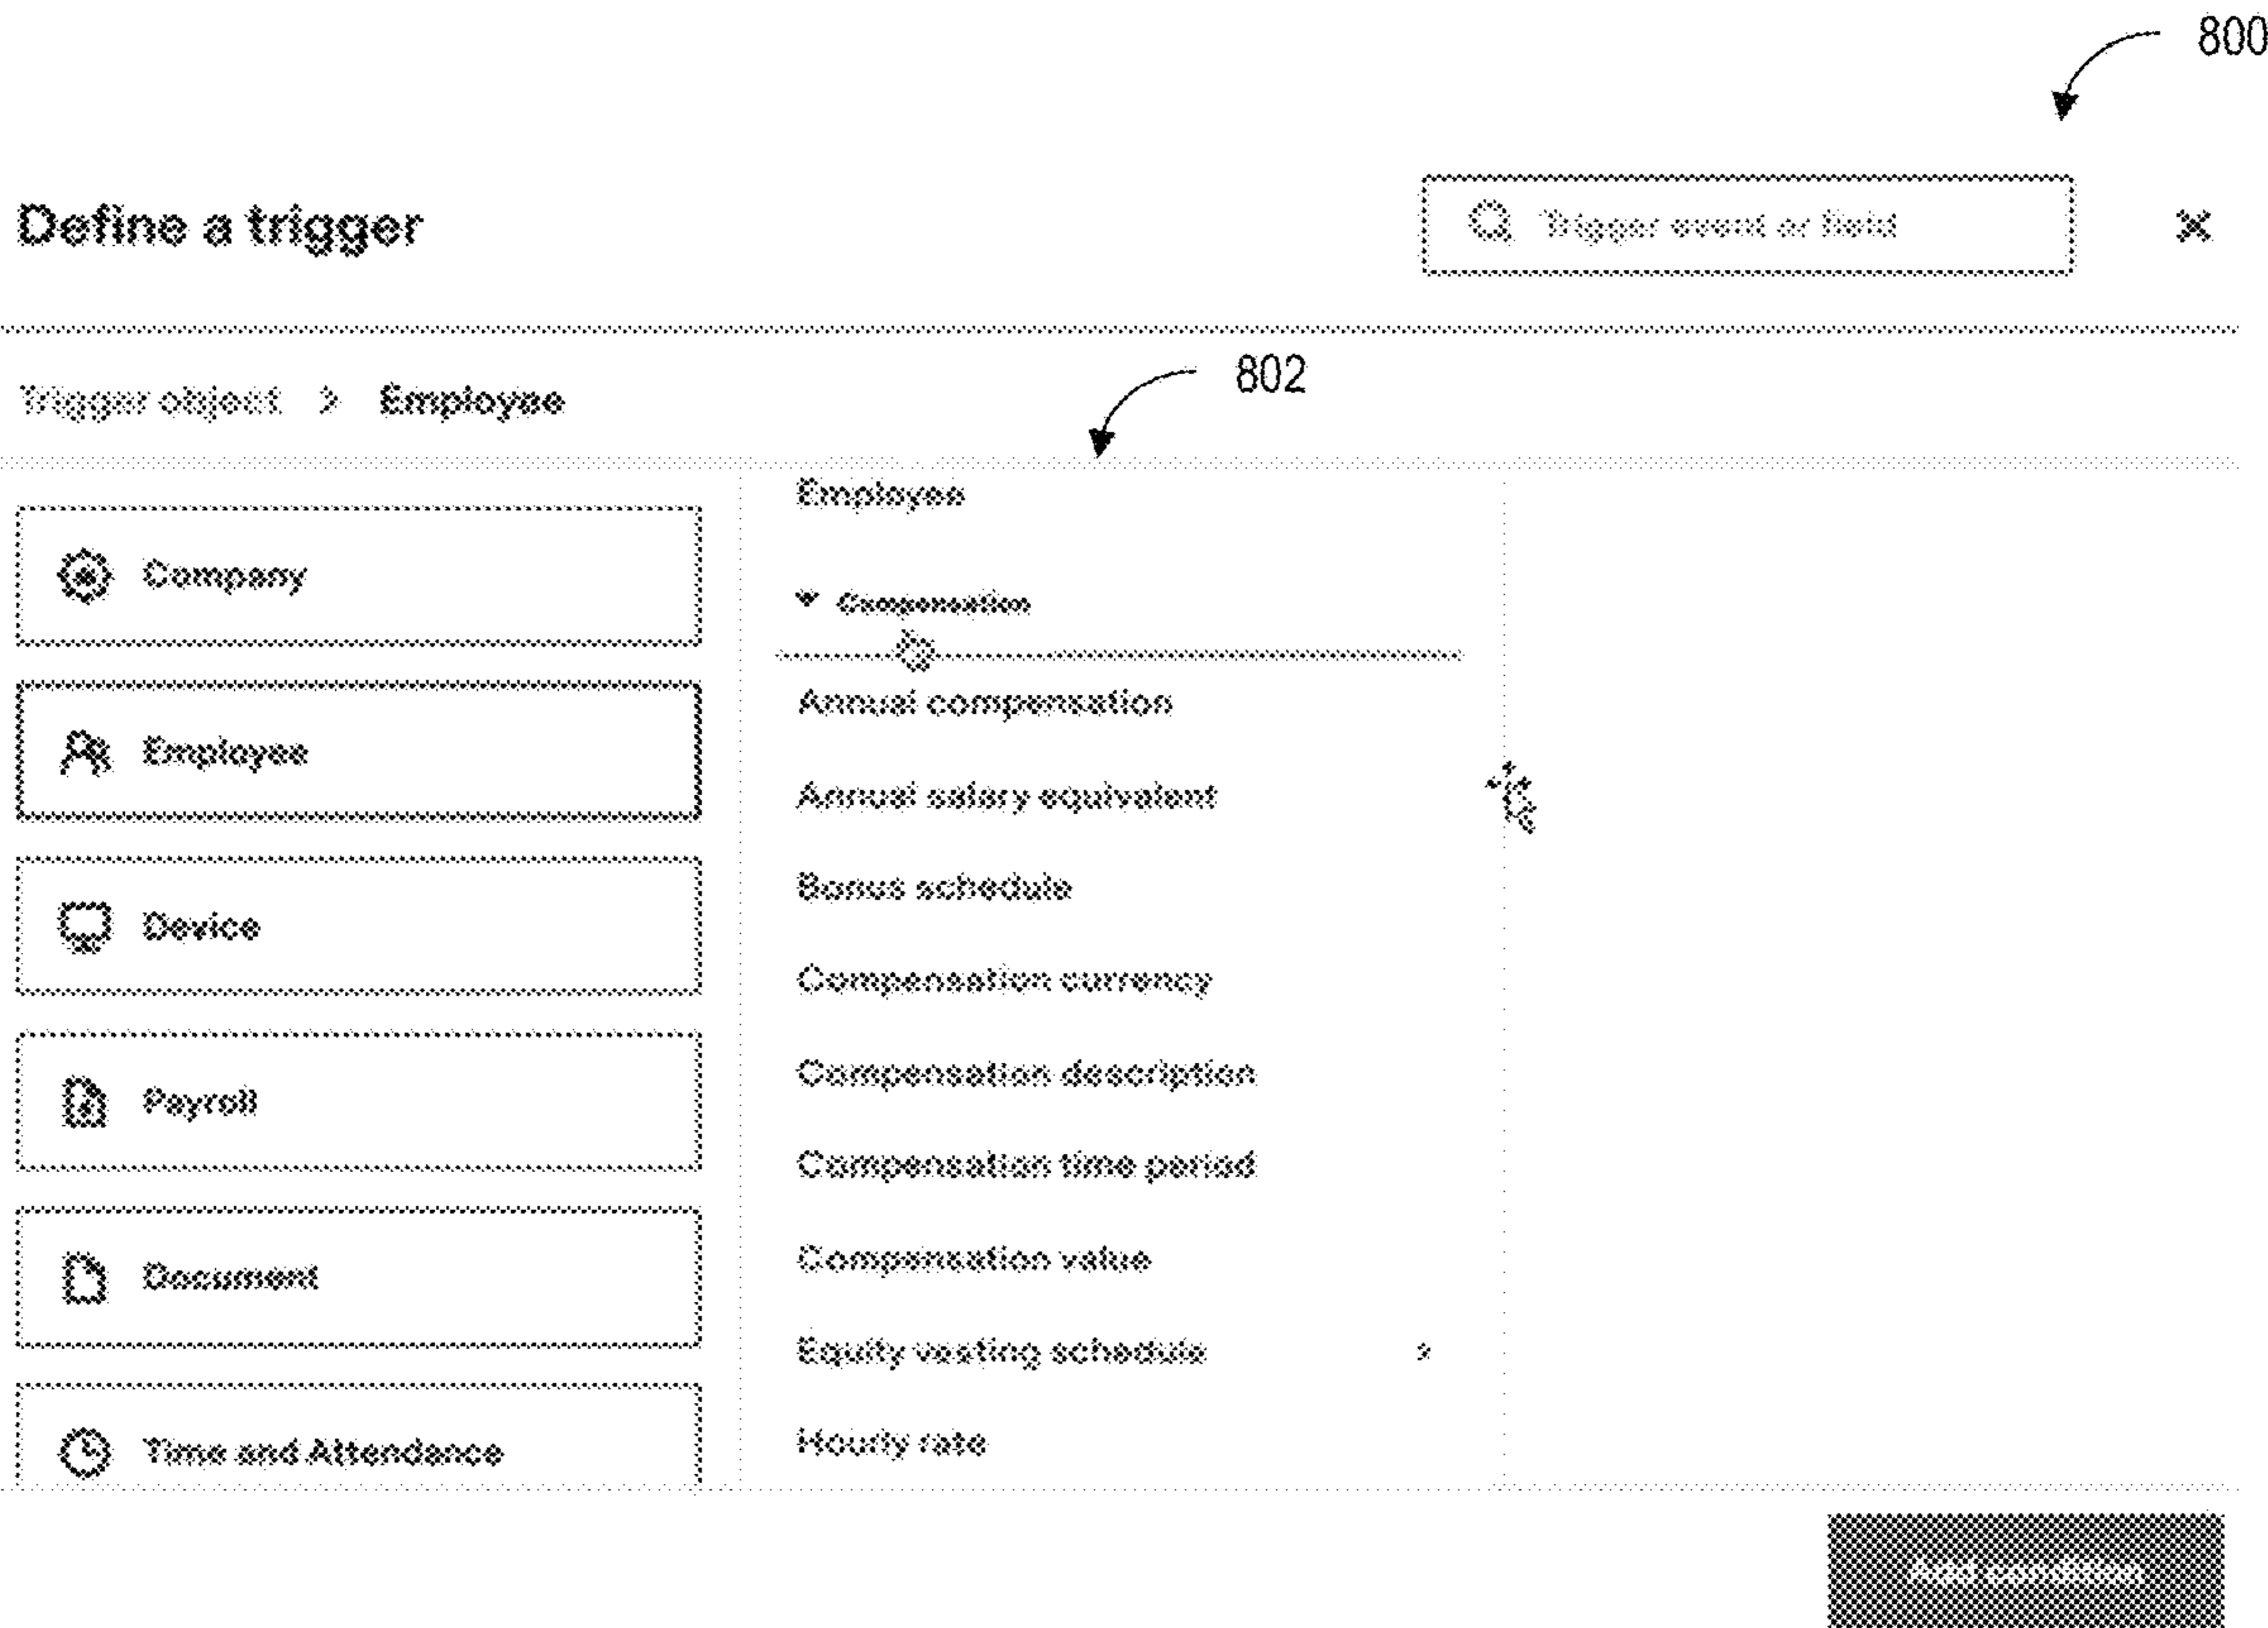 800
Define a trigger
Trigger event or field
Trigger object > Employee
802
Company
Employee
Device
Payroll
Document
Time and Attendance
Employee
Compensation
Annual compensation
Annual salary equivalent
Bonus schedule
Compensation currency
Compensation description
Compensation time period
Compensation value
Equity vesting schedule >
Hourly rate